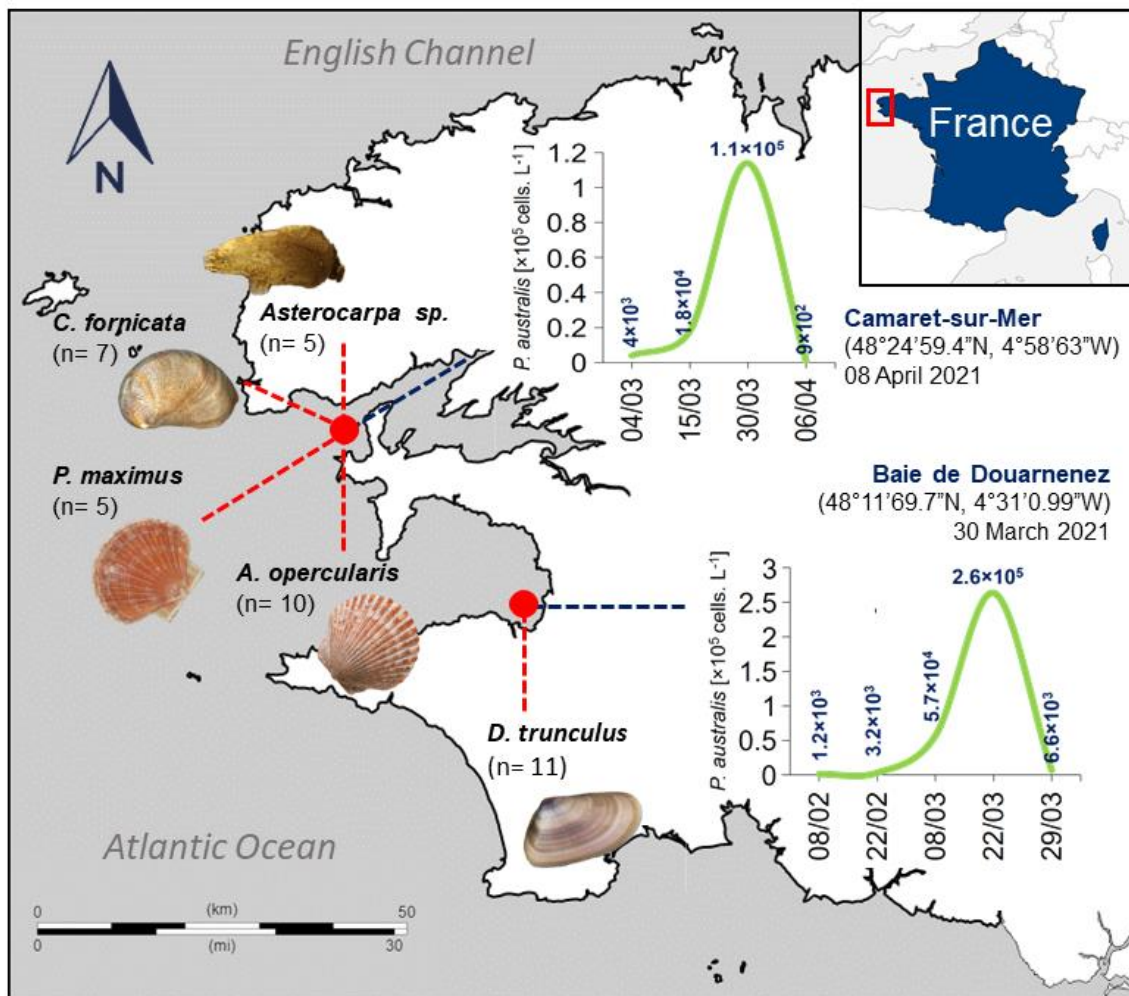 English Channel
France
N
C. fornicata
(n= 7)
Asterocarpa sp.
(n= 5)
P. maximus
(n= 5)
A. opercularis
(n= 10)
D. trunculus
(n= 11)
P. australis [×10⁵ cells. L⁻¹]
1.2
1
0.8
0.6
0.4
0.2
0
4×10³
1.8×10⁴
1.1×10⁵
9×10²
04/03
15/03
30/03
06/04
Camaret-sur-Mer
(48°24’59.4”N, 4°58’63”W)
08 April 2021
Baie de Douarnenez
(48°11’69.7”N, 4°31’0.99”W)
30 March 2021
P. australis [×10⁵ cells. L⁻¹]
3
2.5
2
1.5
1
0.5
0
1.2×10³
3.2×10³
5.7×10⁴
2.6×10⁵
6.6×10³
08/02
22/02
08/03
22/03
29/03
Atlantic Ocean
0 (km) 50
0 (mi) 30